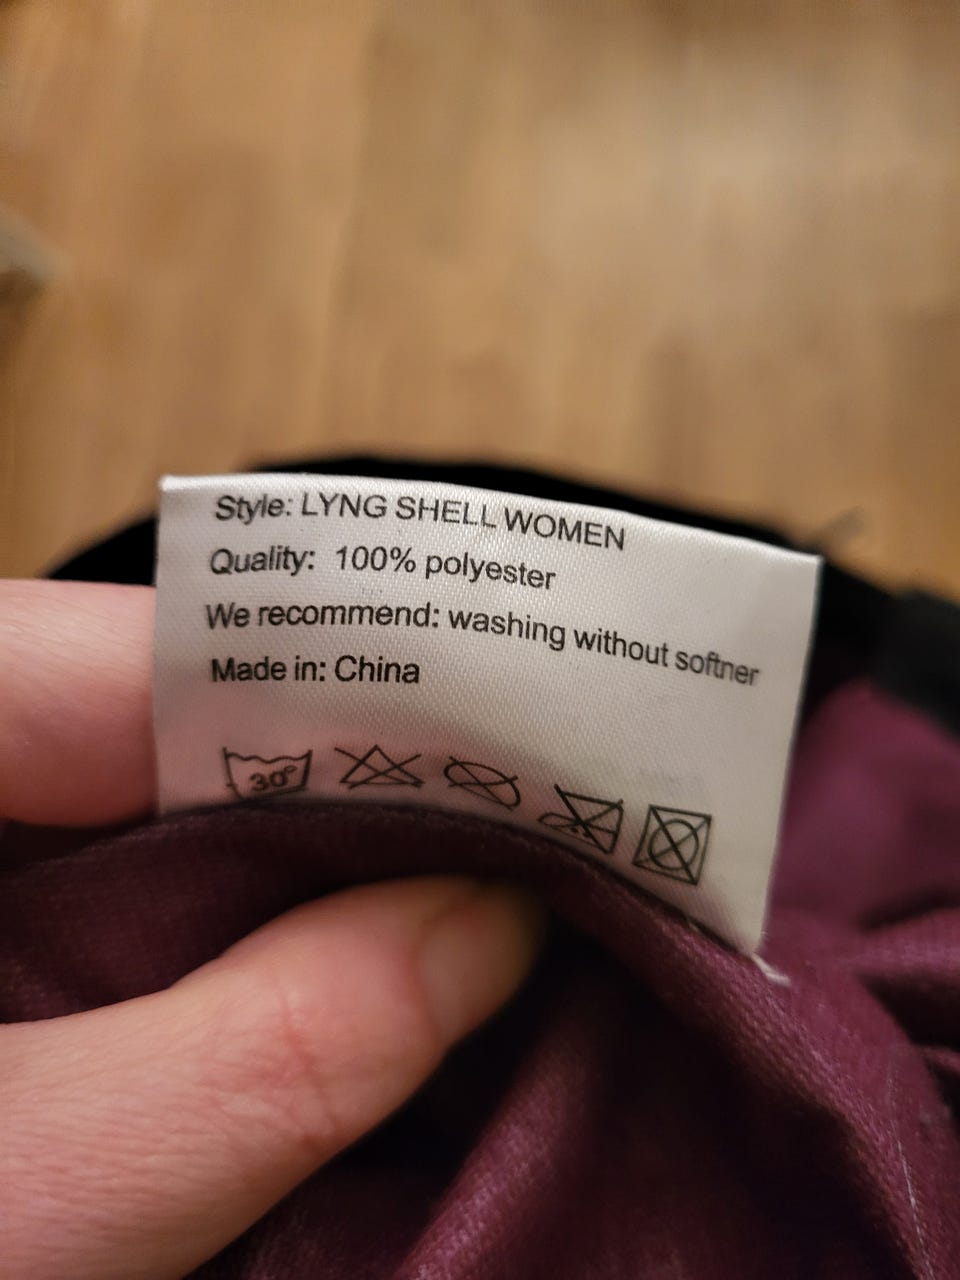 Style: LYNG SHELL WOMEN
Quality: 100% polyester
We recommend: washing without softner
Made in: China
30°